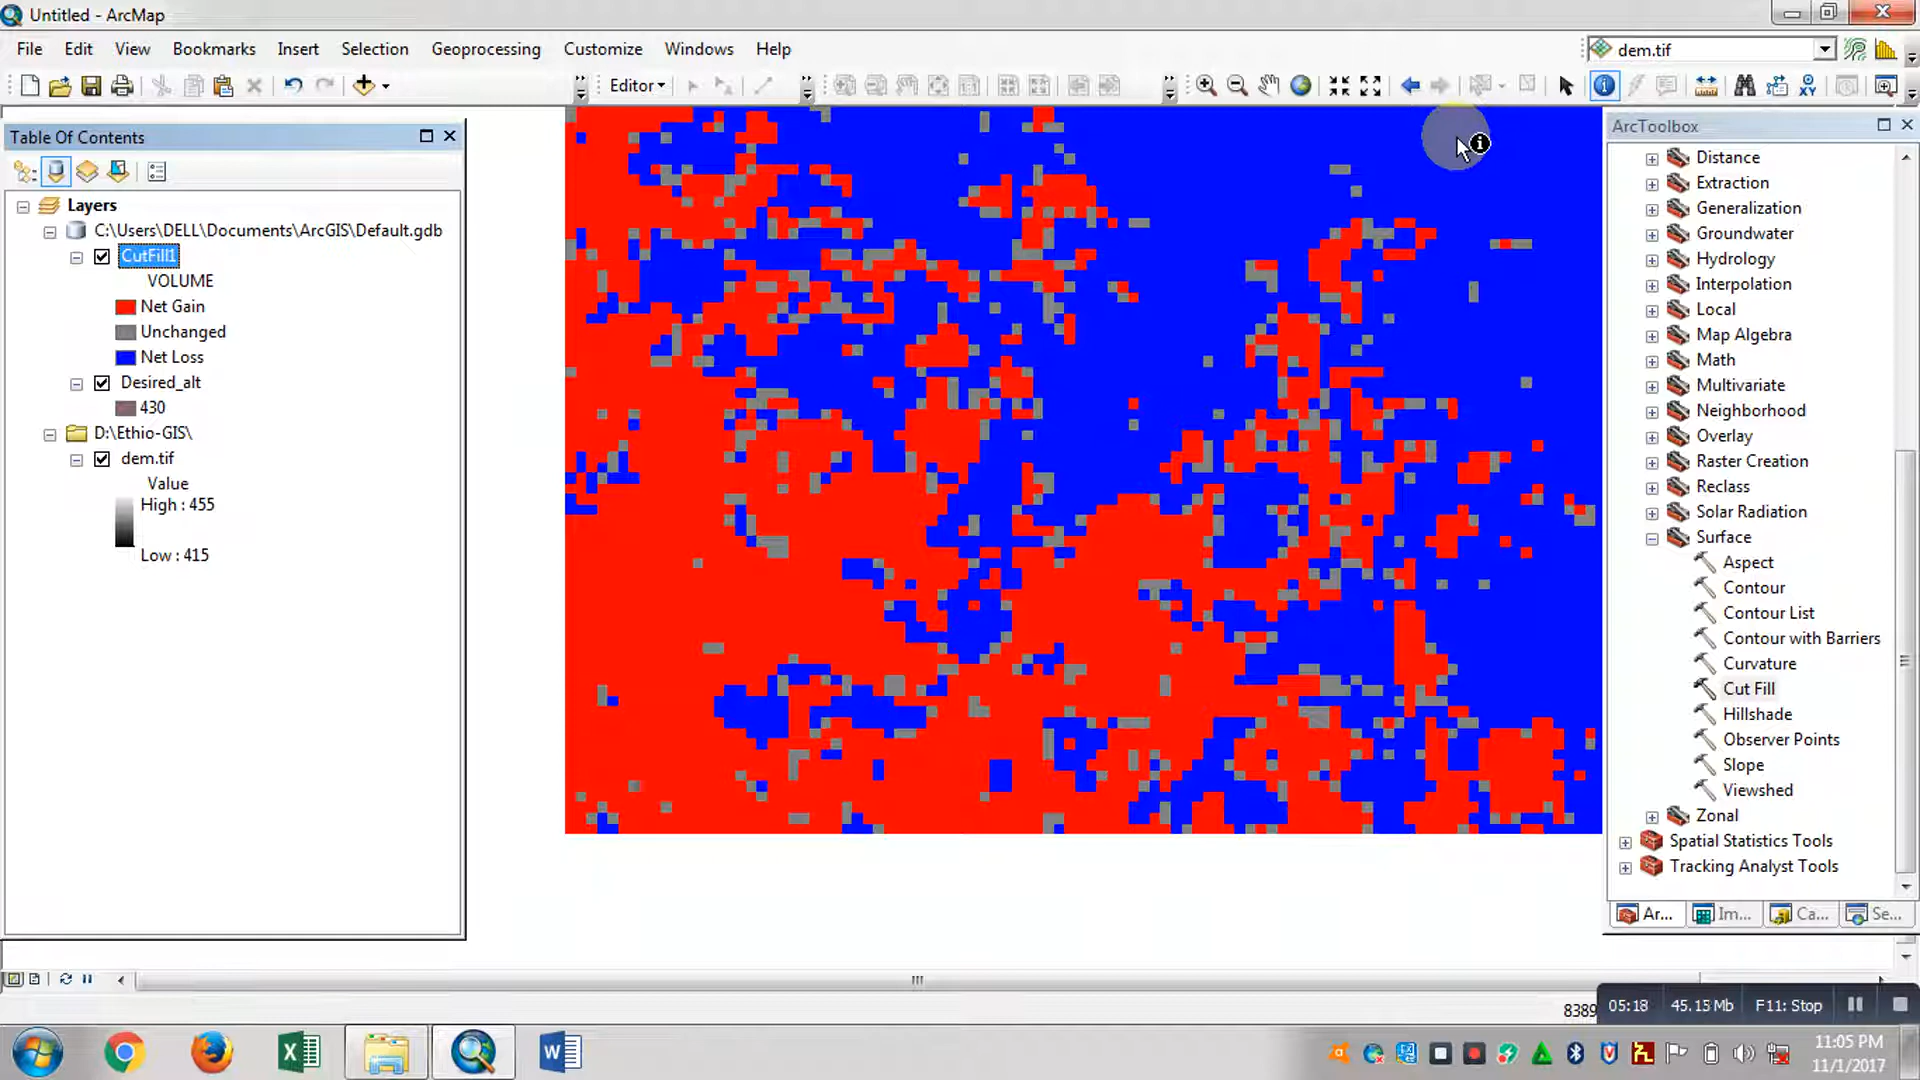 Untitled - ArcMap
File Edit View Bookmarks Insert Selection Geoprocessing Customize Windows Help
dem.tif
Editor
Table Of Contents
Layers
C:\Users\DELL\Documents\ArcGIS\Default.gdb
CutFill1
VOLUME
Net Gain
Unchanged
Net Loss
Desired_alt
430
D:\Ethio-GIS\
dem.tif
Value
High : 455
Low : 415
ArcToolbox
Distance
Extraction
Generalization
Groundwater
Hydrology
Interpolation
Local
Map Algebra
Math
Multivariate
Neighborhood
Overlay
Raster Creation
Reclass
Solar Radiation
Surface
Aspect
Contour
Contour List
Contour with Barriers
Curvature
Cut Fill
Hillshade
Observer Points
Slope
Viewshed
Zonal
Spatial Statistics Tools
Tracking Analyst Tools
Ar... Im... Ca... Se...
8389
05:18 45.15 Mb F11: Stop
11:05 PM
11/1/2017